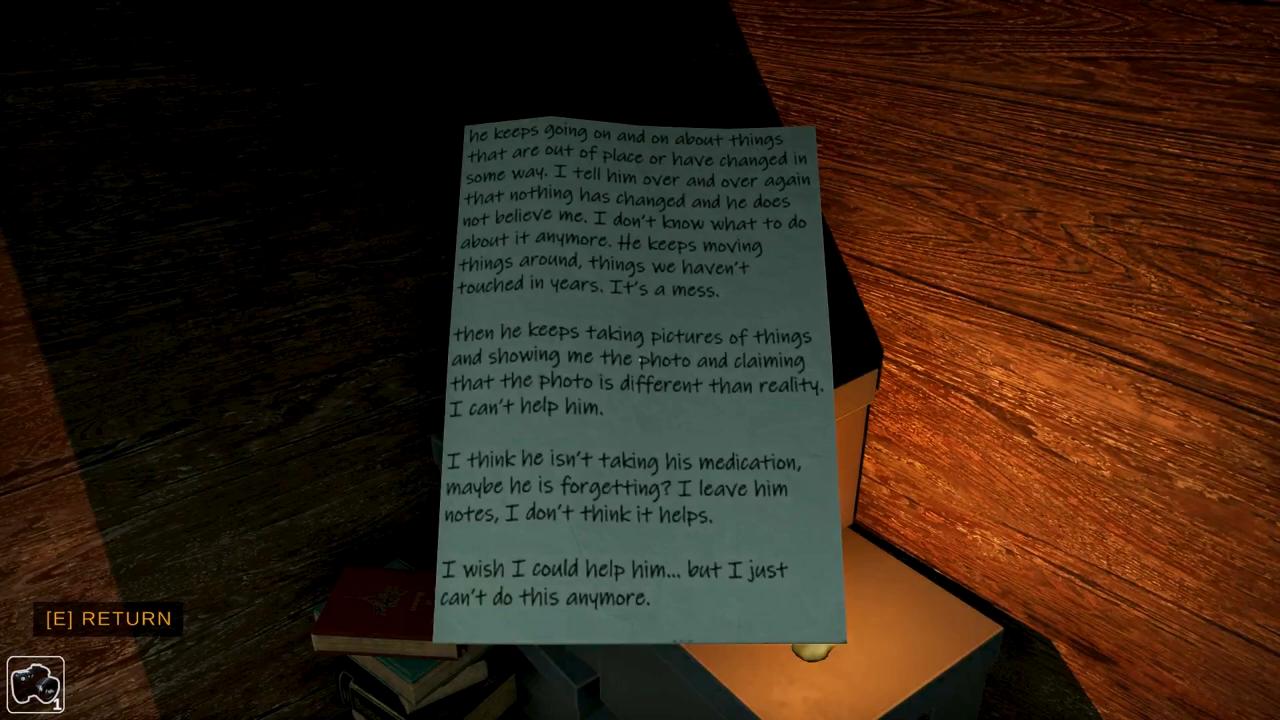 he keeps going on and on about things
that are out of place or have changed in
some way. I tell him over and over again
that nothing has changed and he does
not believe me. I don't know what to do
about it anymore. He keeps moving
things around, things we haven't
touched in years. It's a mess.
then he keeps taking pictures of things
and showing me the photo and claiming
that the photo is different than reality.
I can't help him.
I think he isn't taking his medication,
maybe he is forgetting? I leave him
notes, I don't think it helps.
I wish I could help him... but I just
can't do this anymore.
[E] RETURN
1